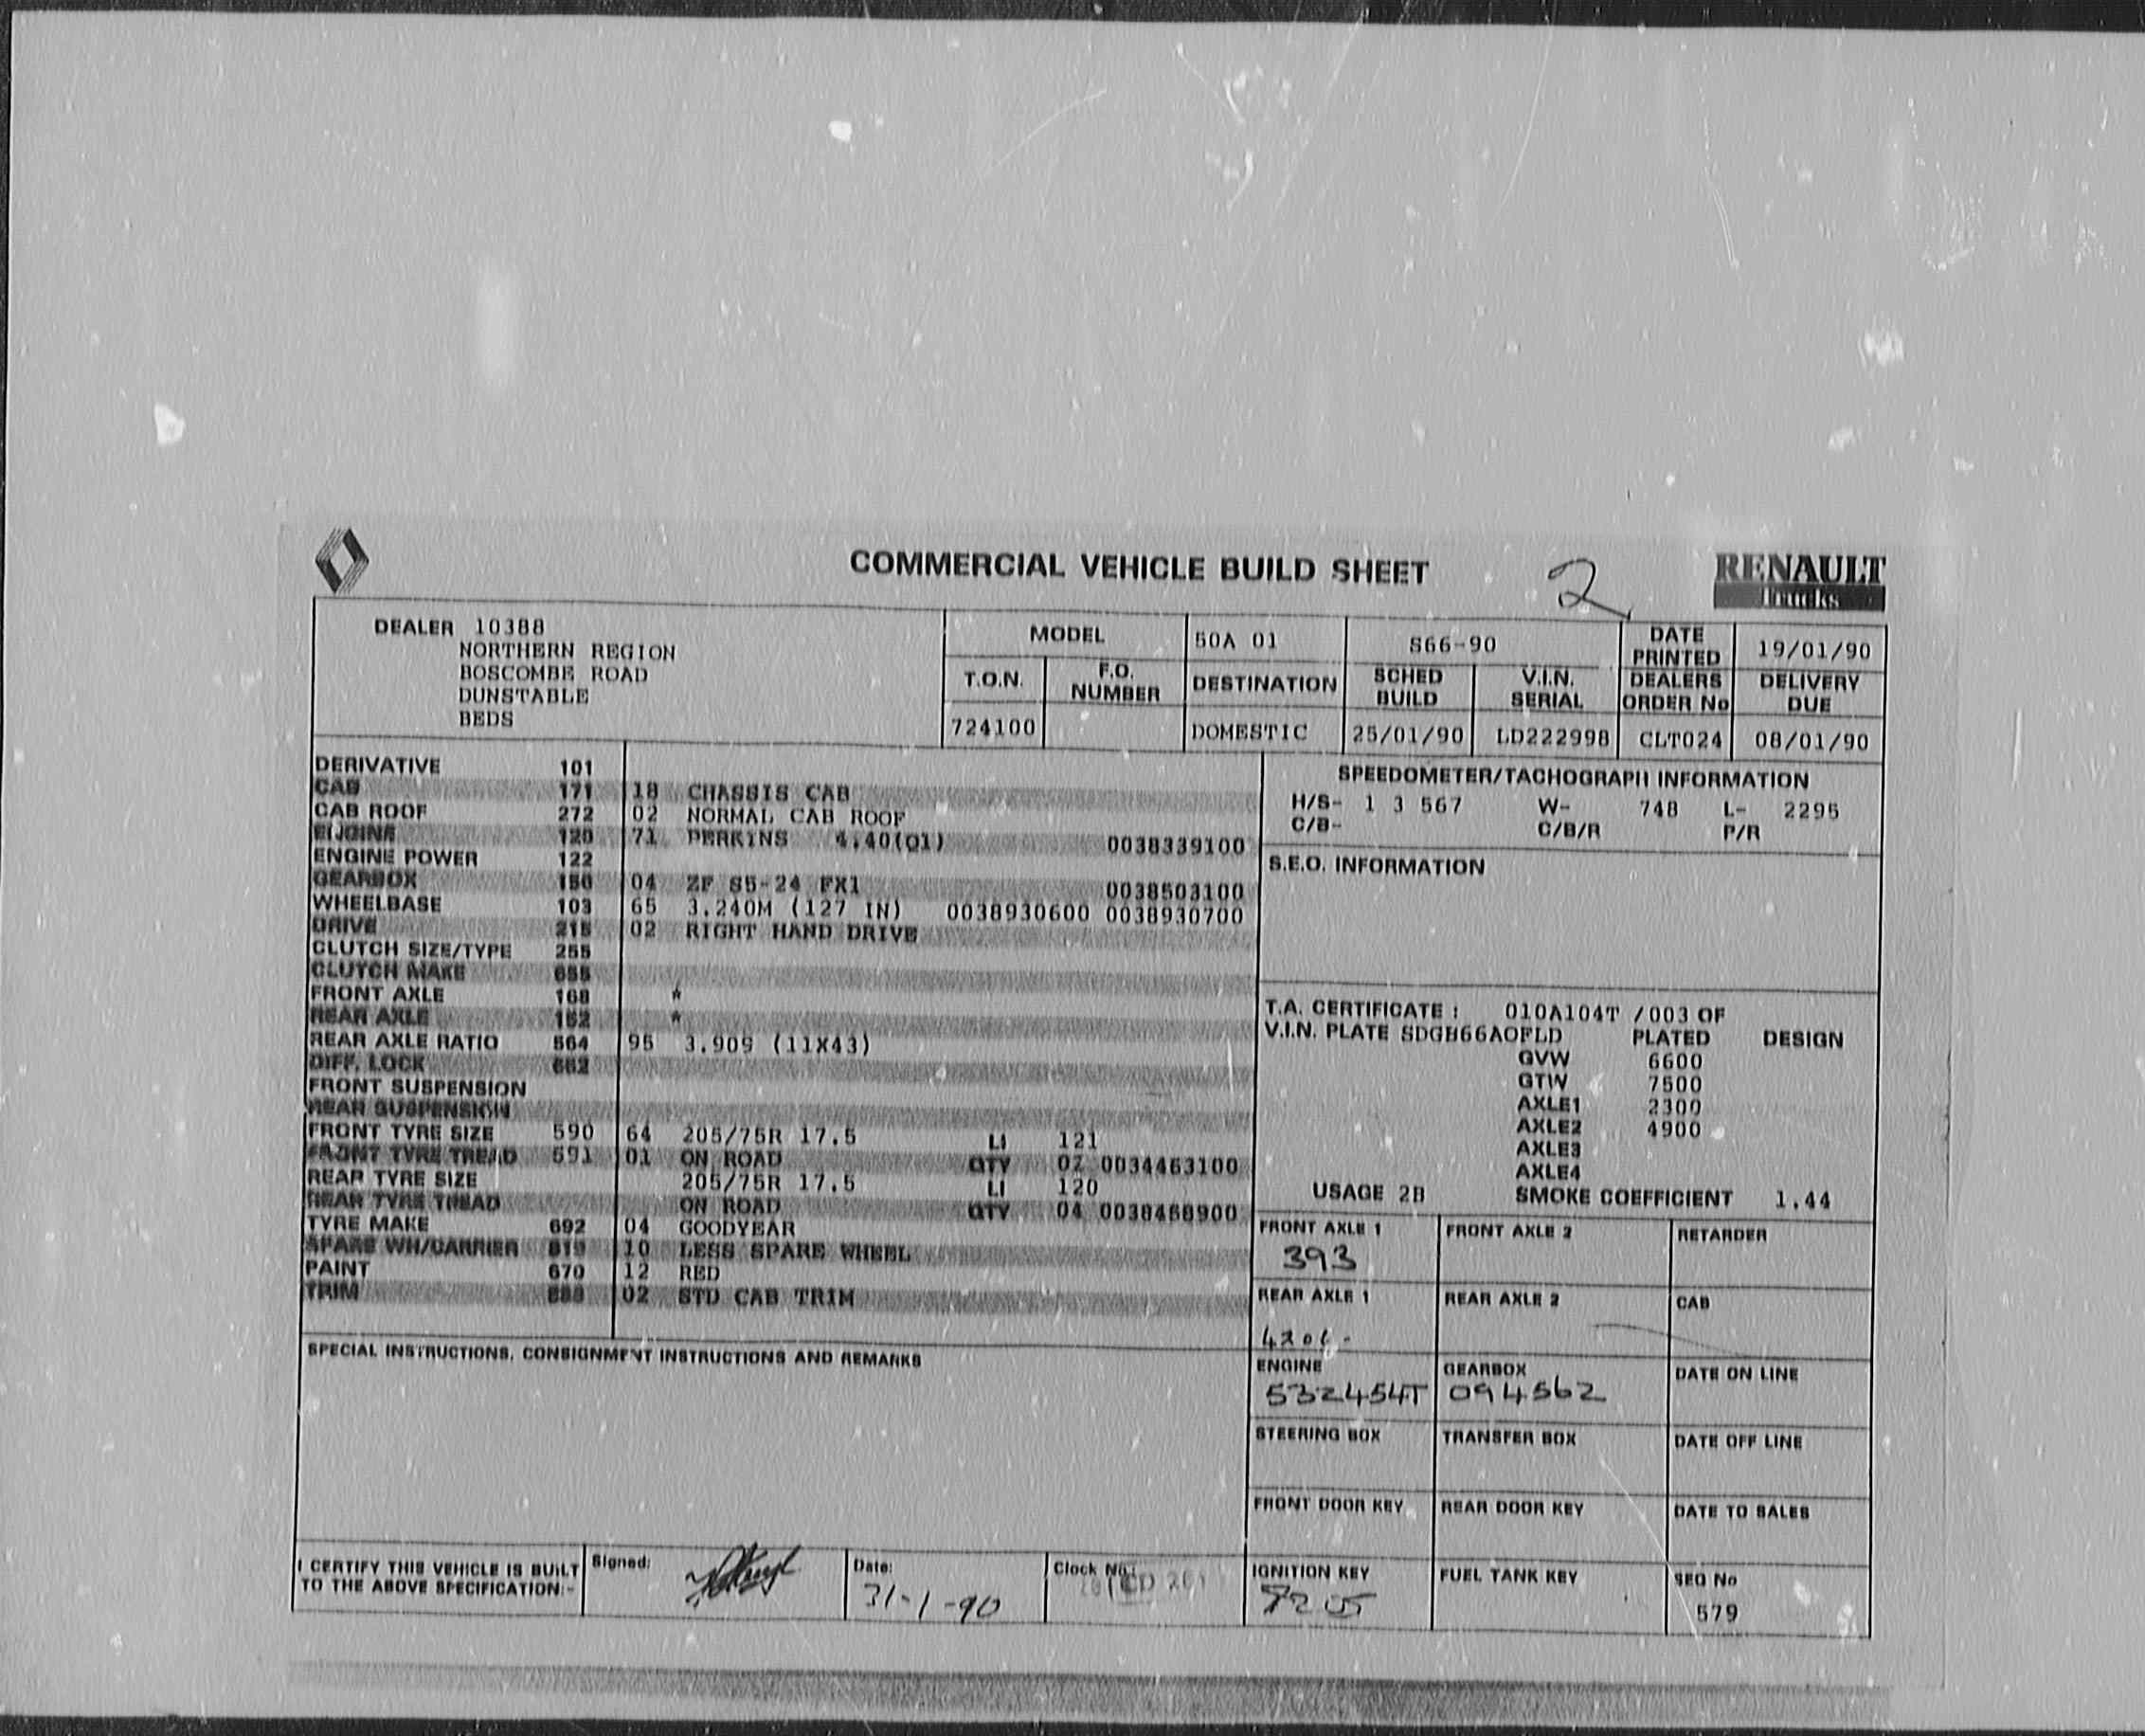 COMMERCIAL VEHICLE BUILD SHEET 2 RENAULT
Trucks
DEALER 10388
NORTHERN REGION
BOSCOMBE ROAD
DUNSTABLE
BEDS
MODEL 50A 01 S66-90 DATE PRINTED 19/01/90
T.O.N. F.O. NUMBER DESTINATION SCHED BUILD V.I.N. SERIAL DEALERS ORDER No DELIVERY DUE
724100 DOMESTIC 25/01/90 LD222998 CLT024 08/01/90
DERIVATIVE 101
CAB 171 18 CHASSIS CAB
CAB ROOF 272 02 NORMAL CAB ROOF
ENGINE 120 71 PERKINS 4.40(Q1) 0038339100
ENGINE POWER 122
GEARBOX 150 04 ZF S5-24 FX1 0038503100
WHEELBASE 103 65 3.240M (127 IN) 0038930600 0038930700
DRIVE 215 02 RIGHT HAND DRIVE
CLUTCH SIZE/TYPE 255
CLUTCH MAKE 655
FRONT AXLE 168 *
REAR AXLE 152 *
REAR AXLE RATIO 564 95 3.909 (11X43)
DIFF. LOCK 662
FRONT SUSPENSION
REAR SUSPENSION
FRONT TYRE SIZE 590 64 205/75R 17.5 LI 121
FRONT TYRE TREAD 591 01 ON ROAD QTY 02 0034463100
REAR TYRE SIZE 205/75R 17.5 LI 120
REAR TYRE TREAD ON ROAD QTY 04 0038468900
TYRE MAKE 692 04 GOODYEAR
SPARE WH/CARRIER 619 10 LESS SPARE WHEEL
PAINT 670 12 RED
TRIM 02 STD CAB TRIM
SPECIAL INSTRUCTIONS, CONSIGNMENT INSTRUCTIONS AND REMARKS
SPEEDOMETER/TACHOGRAPH INFORMATION
H/S- 1 3 567 W- 748 L- 2295
C/B- C/B/R P/R
S.E.O. INFORMATION
T.A. CERTIFICATE : 010A104T /003 OF
V.I.N. PLATE SDGB66AOFLD PLATED DESIGN
GVW 6600
GTW 7500
AXLE1 2300
AXLE2 4900
AXLE3
AXLE4
USAGE 2B SMOKE COEFFICIENT 1.44
FRONT AXLE 1 FRONT AXLE 2 RETARDER
393
REAR AXLE 1 REAR AXLE 2 CAB
ENGINE GEARBOX DATE ON LINE
532454T 094562
STEERING BOX TRANSFER BOX DATE OFF LINE
FRONT DOOR KEY REAR DOOR KEY DATE TO SALES
IGNITION KEY FUEL TANK KEY SEQ No
7205 579
I CERTIFY THIS VEHICLE IS BUILT
TO THE ABOVE SPECIFICATION:-
Signed: Date: Clock No.:
31-1-90